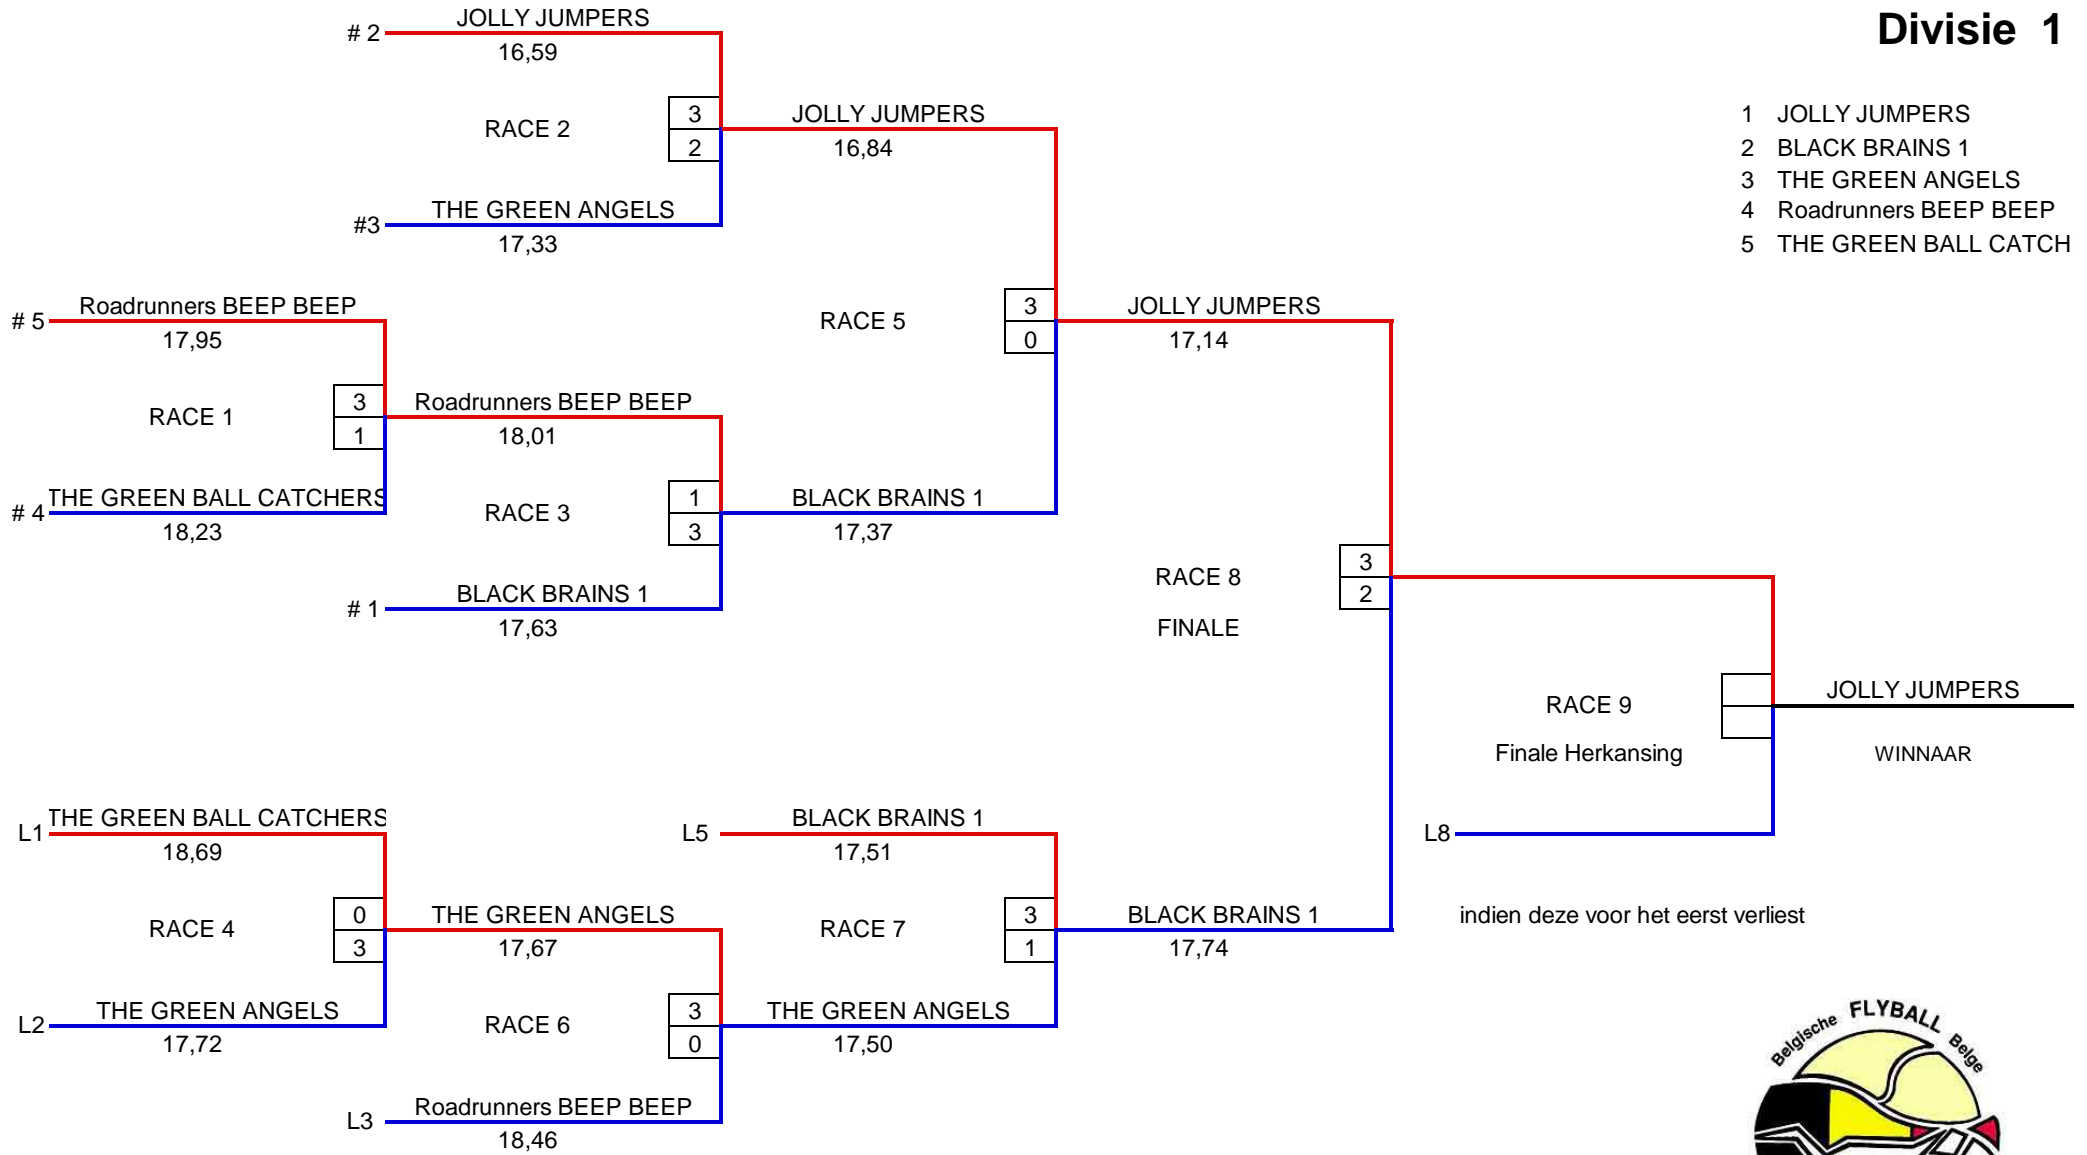 Divisie 1
1 JOLLY JUMPERS
2 BLACK BRAINS 1
3 THE GREEN ANGELS
4 Roadrunners BEEP BEEP
5 THE GREEN BALL CATCH
# 2 JOLLY JUMPERS
16,59
RACE 2
3
2
#3 THE GREEN ANGELS
17,33
JOLLY JUMPERS
16,84
# 5 Roadrunners BEEP BEEP
17,95
RACE 1
3
1
# 4 THE GREEN BALL CATCHERS
18,23
Roadrunners BEEP BEEP
18,01
RACE 3
1
3
# 1 BLACK BRAINS 1
17,63
RACE 5
3
0
BLACK BRAINS 1
17,37
JOLLY JUMPERS
17,14
RACE 8
3
2
FINALE
RACE 9
Finale Herkansing
JOLLY JUMPERS
WINNAAR
L1 THE GREEN BALL CATCHERS
18,69
RACE 4
0
3
L2 THE GREEN ANGELS
17,72
THE GREEN ANGELS
17,67
RACE 6
3
0
L3 Roadrunners BEEP BEEP
18,46
L5 BLACK BRAINS 1
17,51
RACE 7
3
1
THE GREEN ANGELS
17,50
BLACK BRAINS 1
17,74
L8
indien deze voor het eerst verliest
Belgische FLYBALL Belge